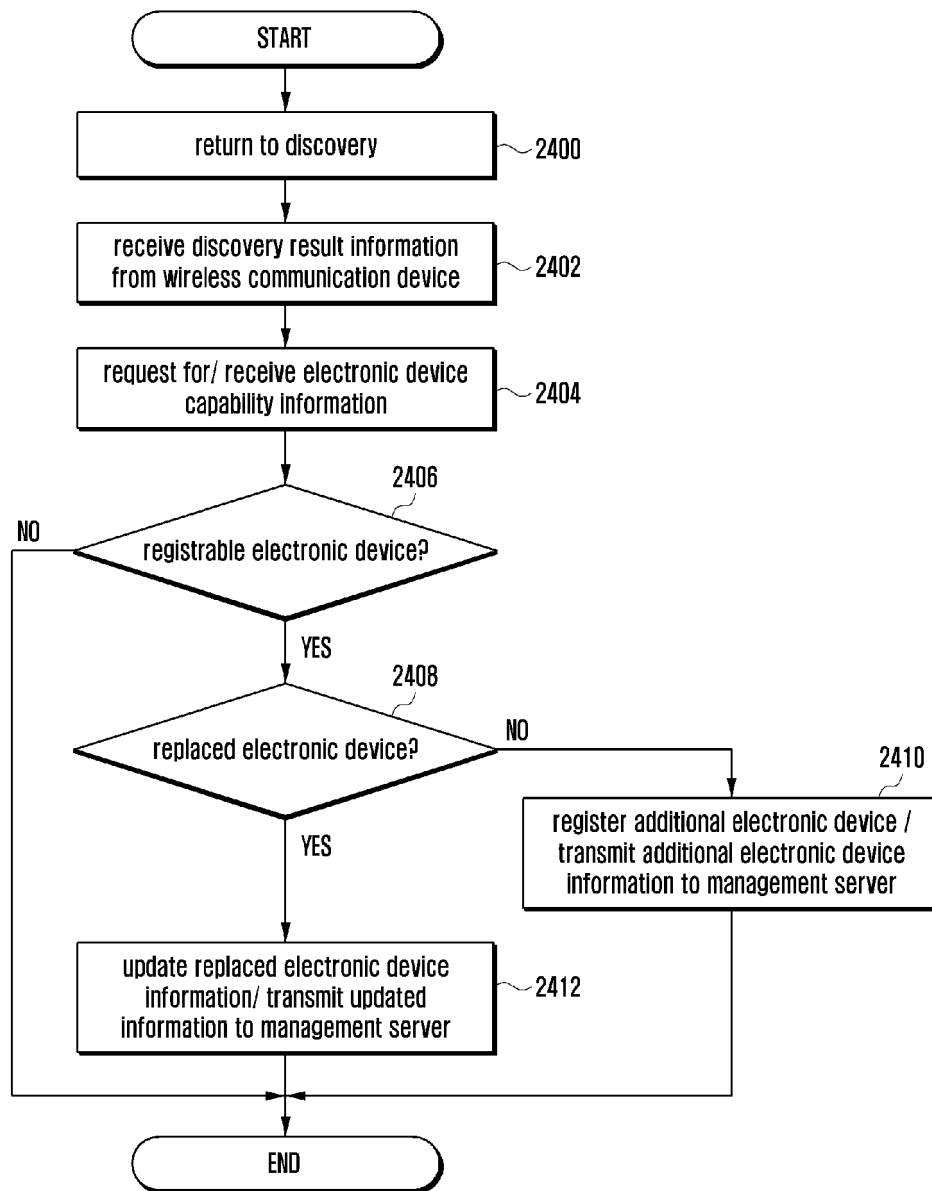 START
return to discovery
2400
receive discovery result information
from wireless communication device
2402
request for/ receive electronic device
capability information
2404
2406
NO
registrable electronic device?
YES
2408
replaced electronic device?
NO
2410
register additional electronic device /
transmit additional electronic device
information to management server
YES
update replaced electronic device
information/ transmit updated
information to management server
2412
END